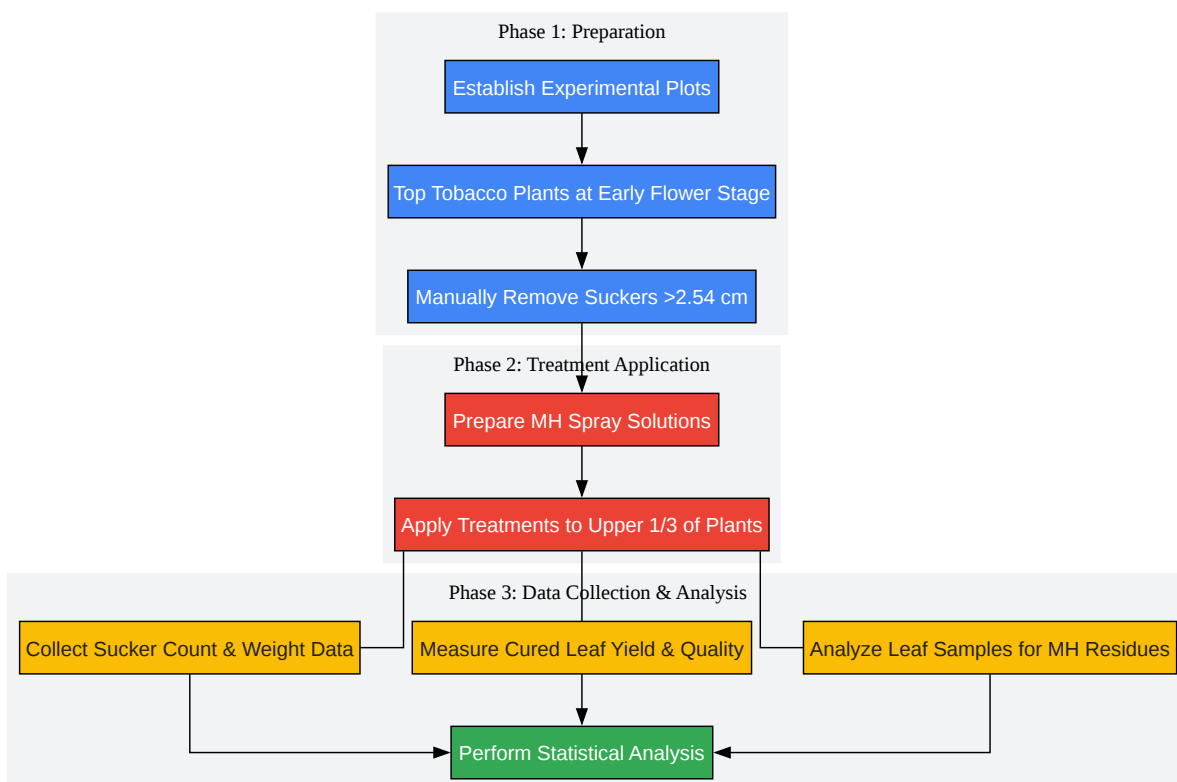 Phase 1: Preparation
Establish Experimental Plots
Top Tobacco Plants at Early Flower Stage
Manually Remove Suckers >2.54 cm
Phase 2: Treatment Application
Prepare MH Spray Solutions
Apply Treatments to Upper 1/3 of Plants
Phase 3: Data Collection & Analysis
Collect Sucker Count & Weight Data
Measure Cured Leaf Yield & Quality
Analyze Leaf Samples for MH Residues
Perform Statistical Analysis